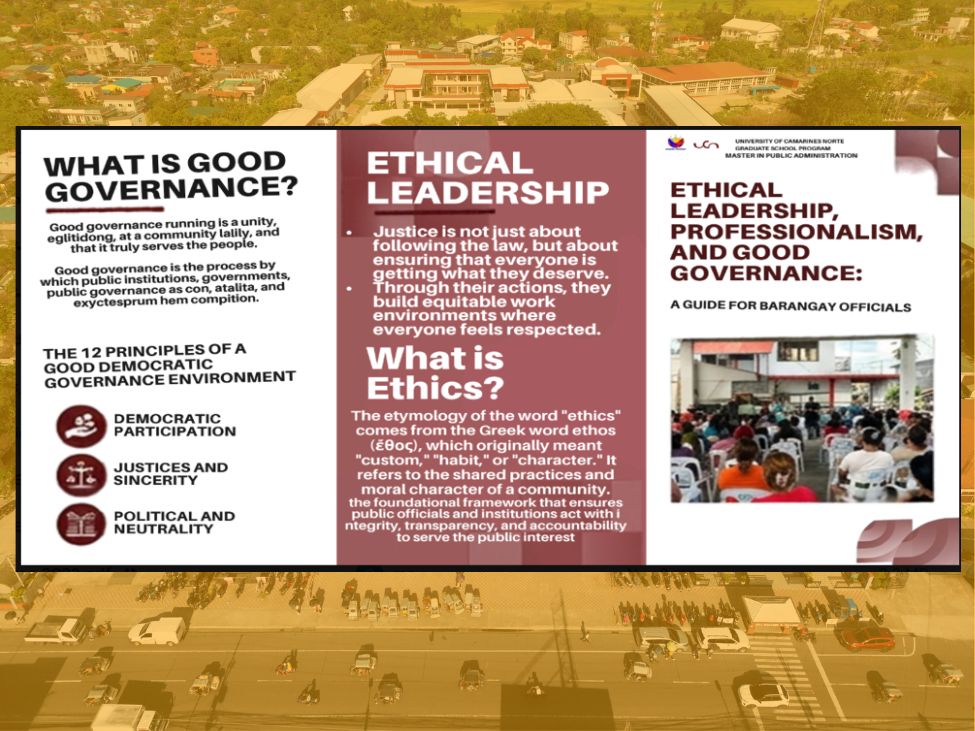 WHAT IS GOOD
GOVERNANCE?
Good governance running is a unity,
eglitidong, at a community lalily, and
that it truly serves the people.
Good governance is the process by
which public institutions, governments,
public governance as con, atalita, and
exyctesprum hem compition.
THE 12 PRINCIPLES OF A
GOOD DEMOCRATIC
GOVERNANCE ENVIRONMENT
DEMOCRATIC
PARTICIPATION
JUSTICES AND
SINCERITY
POLITICAL AND
NEUTRALITY
ETHICAL
LEADERSHIP
• Justice is not just about
following the law, but about
ensuring that everyone is
getting what they deserve.
• Through their actions, they
build equitable work
environments where
everyone feels respected.
What is
Ethics?
The etymology of the word "ethics"
comes from the Greek word ethos
(ἔθος), which originally meant
"custom," "habit," or "character." It
refers to the shared practices and
moral character of a community.
the foundational framework that ensures
public officials and institutions act with i
ntegrity, transparency, and accountability
to serve the public interest
UNIVERSITY OF CAMARINES NORTE
GRADUATE SCHOOL PROGRAM
MASTER IN PUBLIC ADMINISTRATION
ETHICAL
LEADERSHIP,
PROFESSIONALISM,
AND GOOD
GOVERNANCE:
A GUIDE FOR BARANGAY OFFICIALS